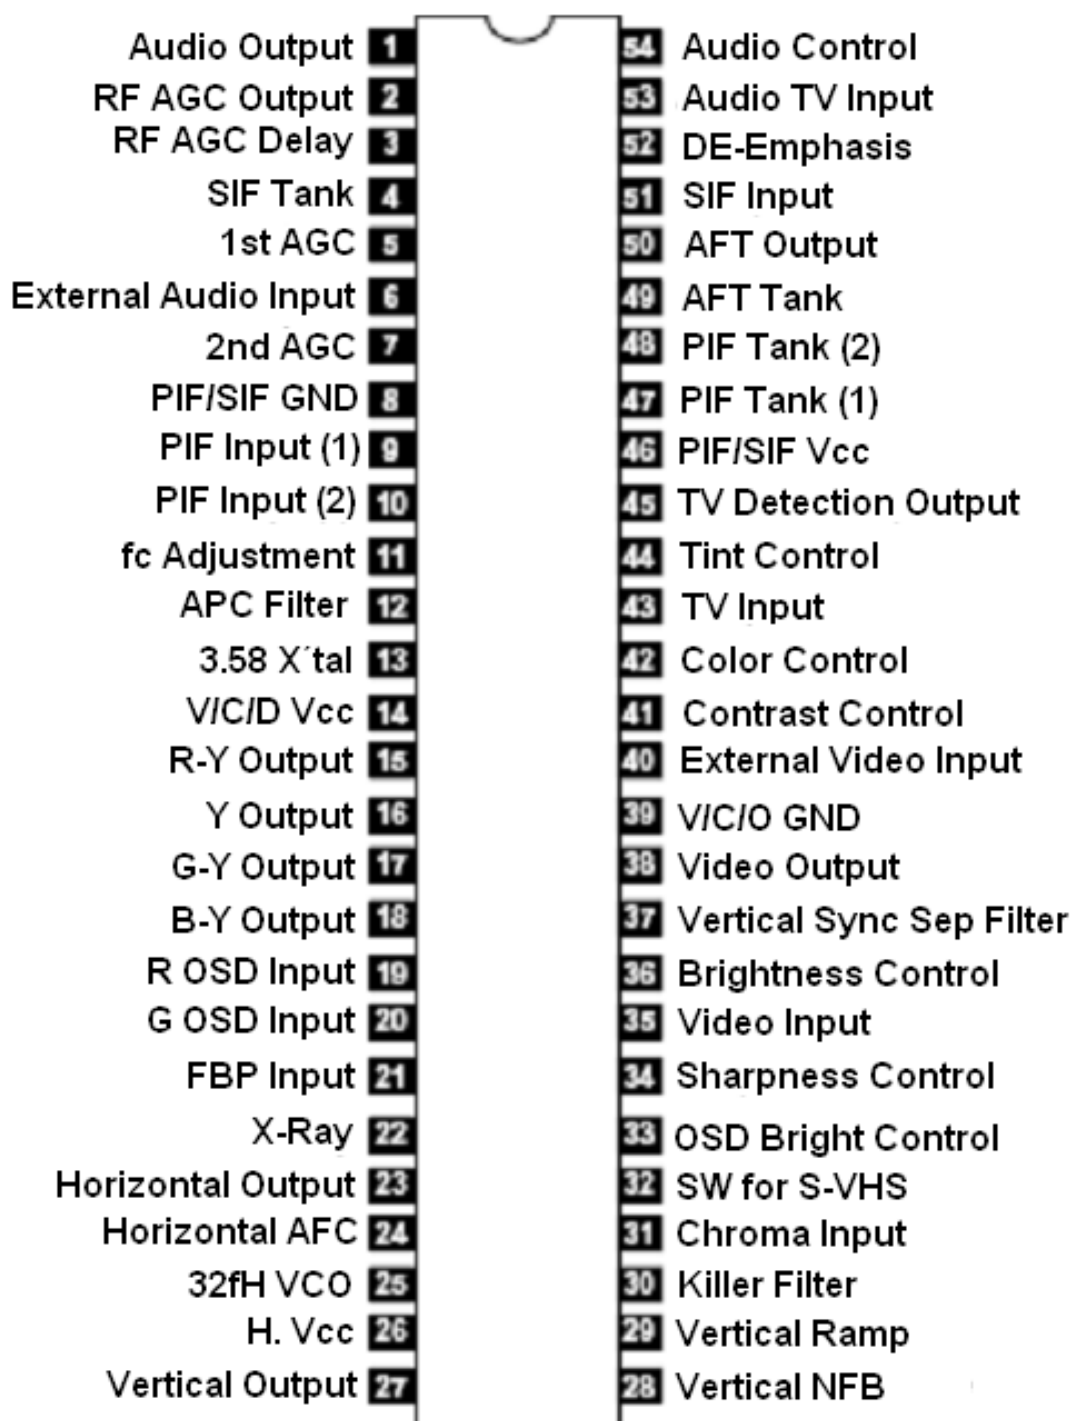 Audio Output 1 54 Audio Control
RF AGC Output 2 53 Audio TV Input
RF AGC Delay 3 52 DE-Emphasis
SIF Tank 4 51 SIF Input
1st AGC 5 50 AFT Output
External Audio Input 6 49 AFT Tank
2nd AGC 7 48 PIF Tank (2)
PIF/SIF GND 8 47 PIF Tank (1)
PIF Input (1) 9 46 PIF/SIF Vcc
PIF Input (2) 10 45 TV Detection Output
fc Adjustment 11 44 Tint Control
APC Filter 12 43 TV Input
3.58 X´tal 13 42 Color Control
V/C/D Vcc 14 41 Contrast Control
R-Y Output 15 40 External Video Input
Y Output 16 39 V/C/O GND
G-Y Output 17 38 Video Output
B-Y Output 18 37 Vertical Sync Sep Filter
R OSD Input 19 36 Brightness Control
G OSD Input 20 35 Video Input
FBP Input 21 34 Sharpness Control
X-Ray 22 33 OSD Bright Control
Horizontal Output 23 32 SW for S-VHS
Horizontal AFC 24 31 Chroma Input
32fH VCO 25 30 Killer Filter
H. Vcc 26 29 Vertical Ramp
Vertical Output 27 28 Vertical NFB